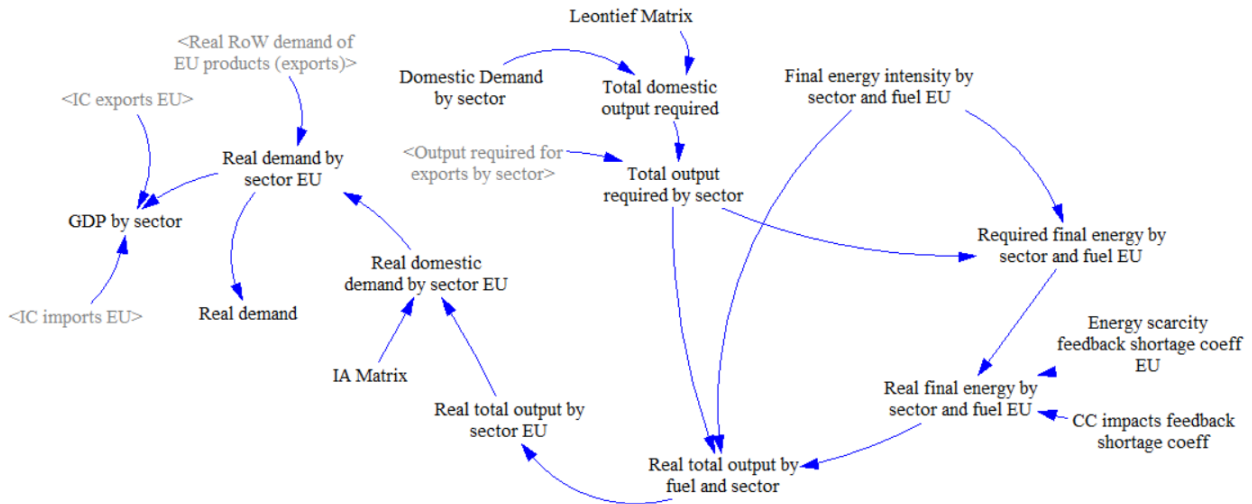 Leontief Matrix
<Real RoW demand of
EU products (exports)>
Domestic Demand
by sector
Total domestic
output required
Final energy intensity by
sector and fuel EU
<IC exports EU>
Real demand by
sector EU
<Output required for
exports by sector>
Total output
required by sector
GDP by sector
Required final energy by
sector and fuel EU
Real domestic
demand by sector EU
<IC imports EU>
Real demand
Energy scarcity
feedback shortage coeff
EU
IA Matrix
Real final energy by
sector and fuel EU
Real total output by
sector EU
CC impacts feedback
shortage coeff
Real total output by
fuel and sector